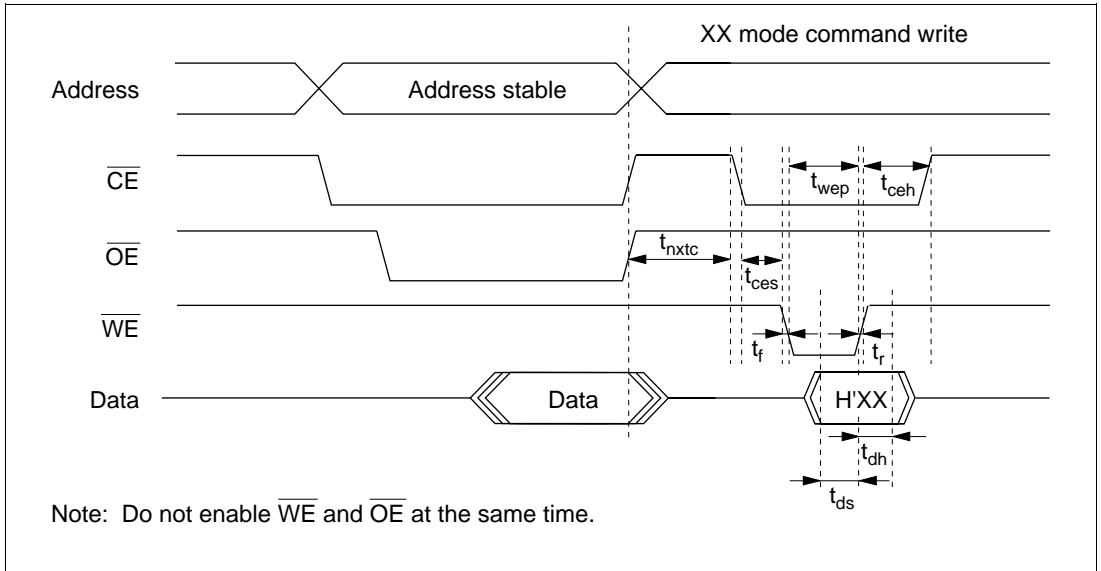 XX mode command write
Address
Address stable
CE
t_wep
t_ceh
OE
t_nxtc
t_ces
WE
t_f
t_r
Data
Data
H'XX
t_dh
t_ds
Note: Do not enable WE and OE at the same time.